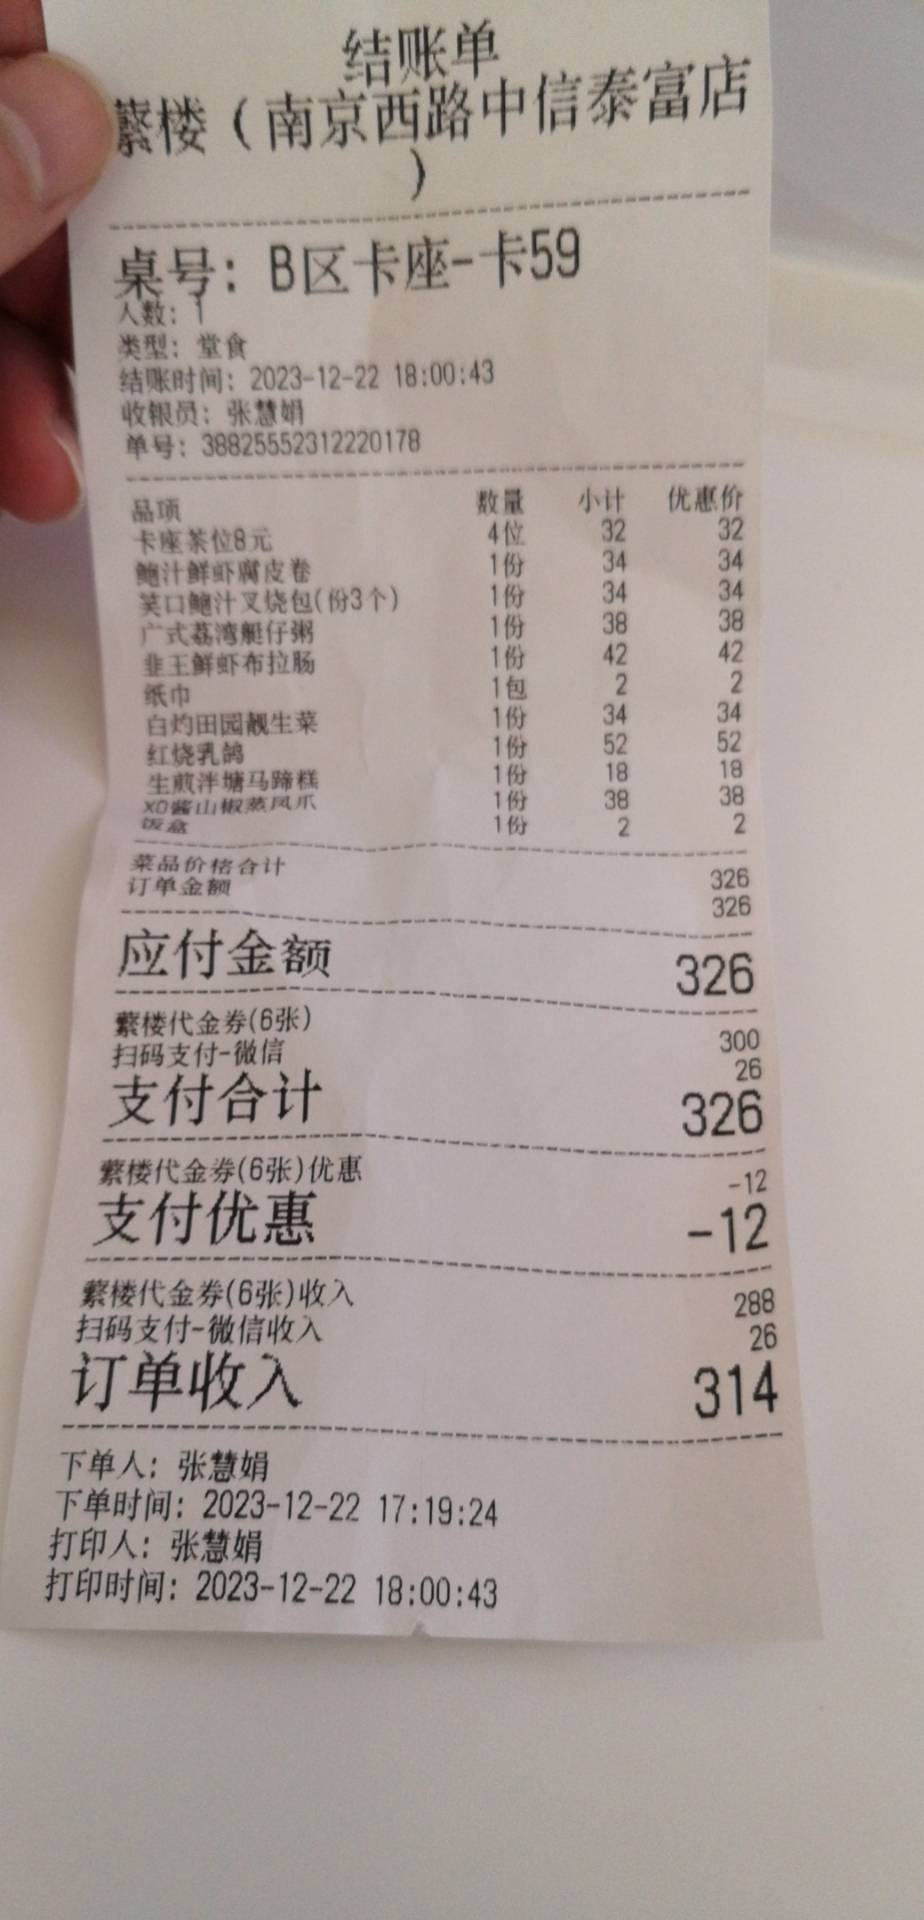 结账单
蘩楼（南京西路中信泰富店
）
桌号：B区卡座-卡59
人数：1
类型：堂食
结账时间：2023-12-22 18:00:43
收银员：张慧娟
单号：38825552312220178
品项 数量 小计 优惠价
卡座茶位8元 4位 32 32
鲍汁鲜虾腐皮卷 1份 34 34
笑口鲍汁叉烧包(份3个) 1份 34 34
广式荔湾艇仔粥 1份 38 38
韭王鲜虾布拉肠 1份 42 42
纸巾 1包 2 2
白灼田园靓生菜 1份 34 34
红烧乳鸽 1份 52 52
生煎泮塘马蹄糕 1份 18 18
XO酱山椒蒸凤爪 1份 38 38
饭盒 1份 2 2
菜品价格合计 326
订单金额 326
应付金额 326
蘩楼代金券(6张) 300
扫码支付-微信 26
支付合计 326
蘩楼代金券(6张)优惠 -12
支付优惠 -12
蘩楼代金券(6张)收入 288
扫码支付-微信收入 26
订单收入 314
下单人：张慧娟
下单时间：2023-12-22 17:19:24
打印人：张慧娟
打印时间：2023-12-22 18:00:43